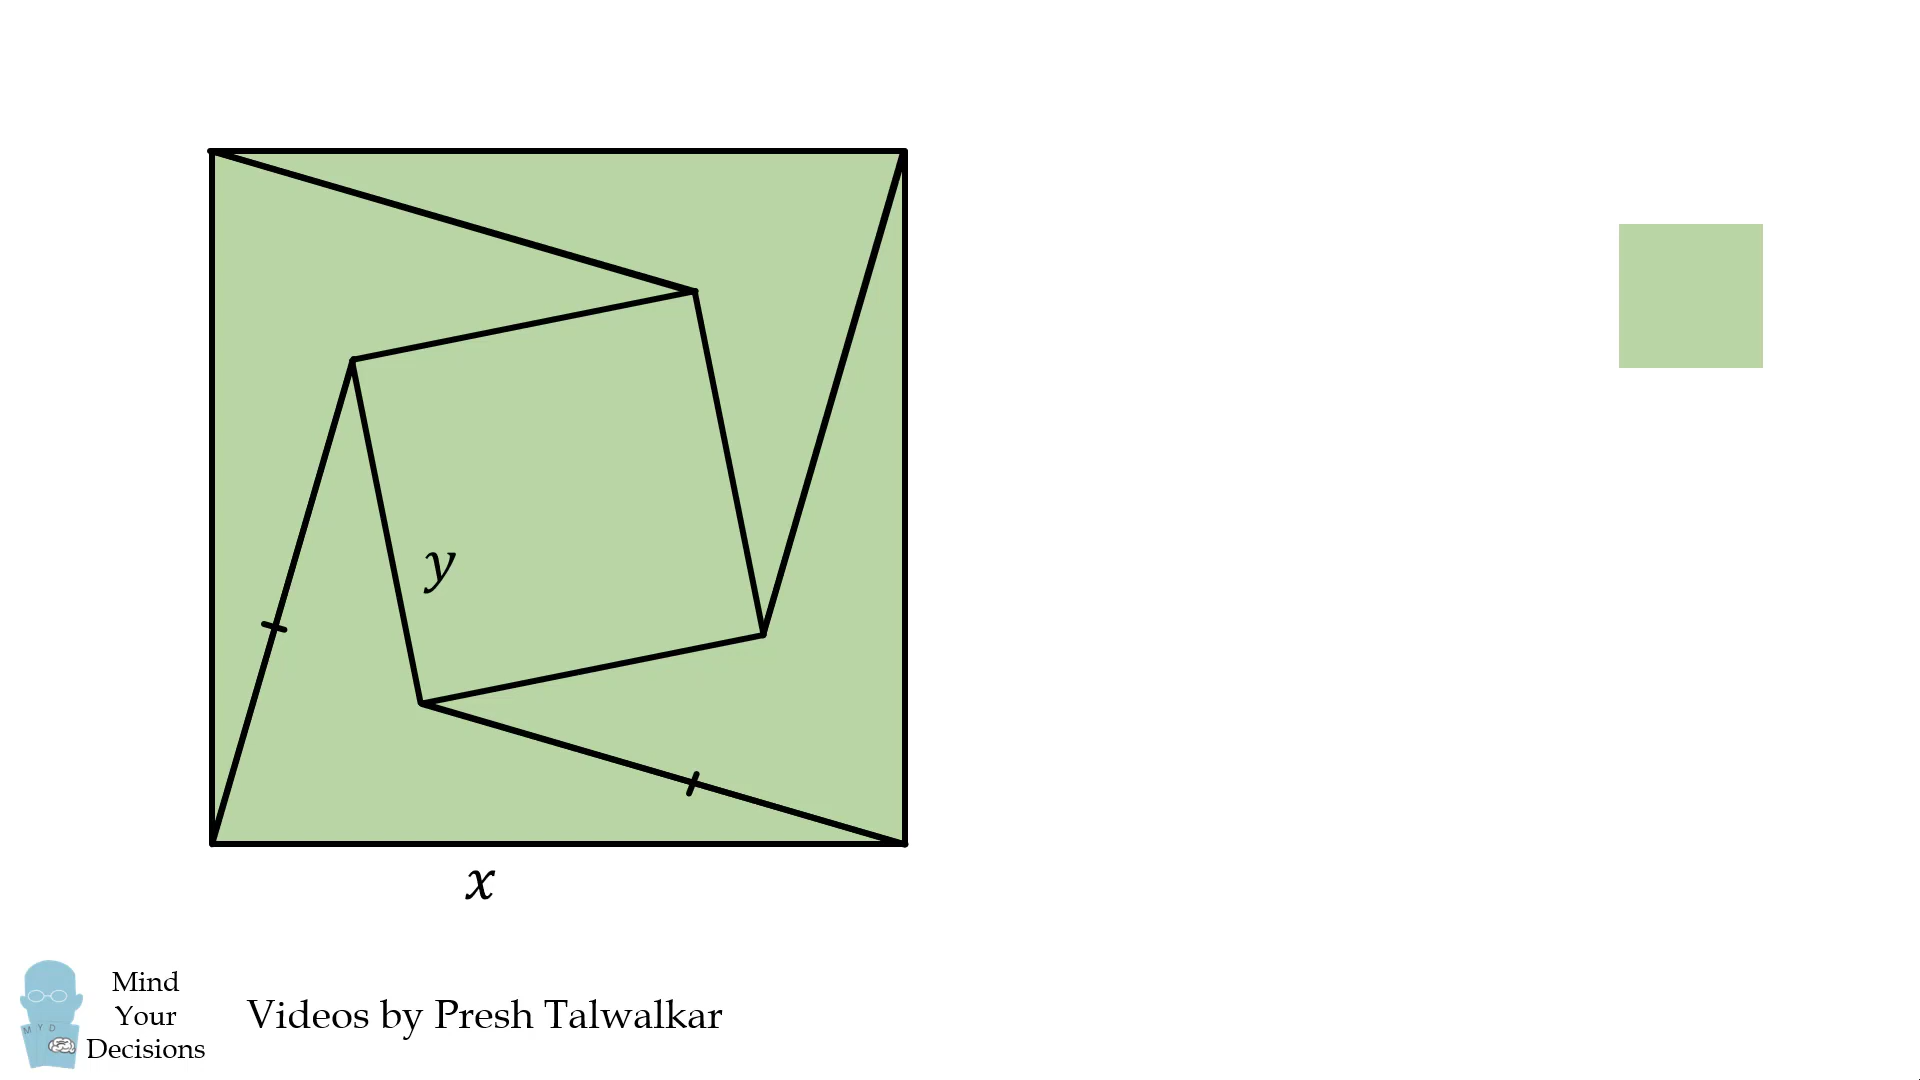 y
x
Mind
Your
Decisions
M Y D
Videos by Presh Talwalkar